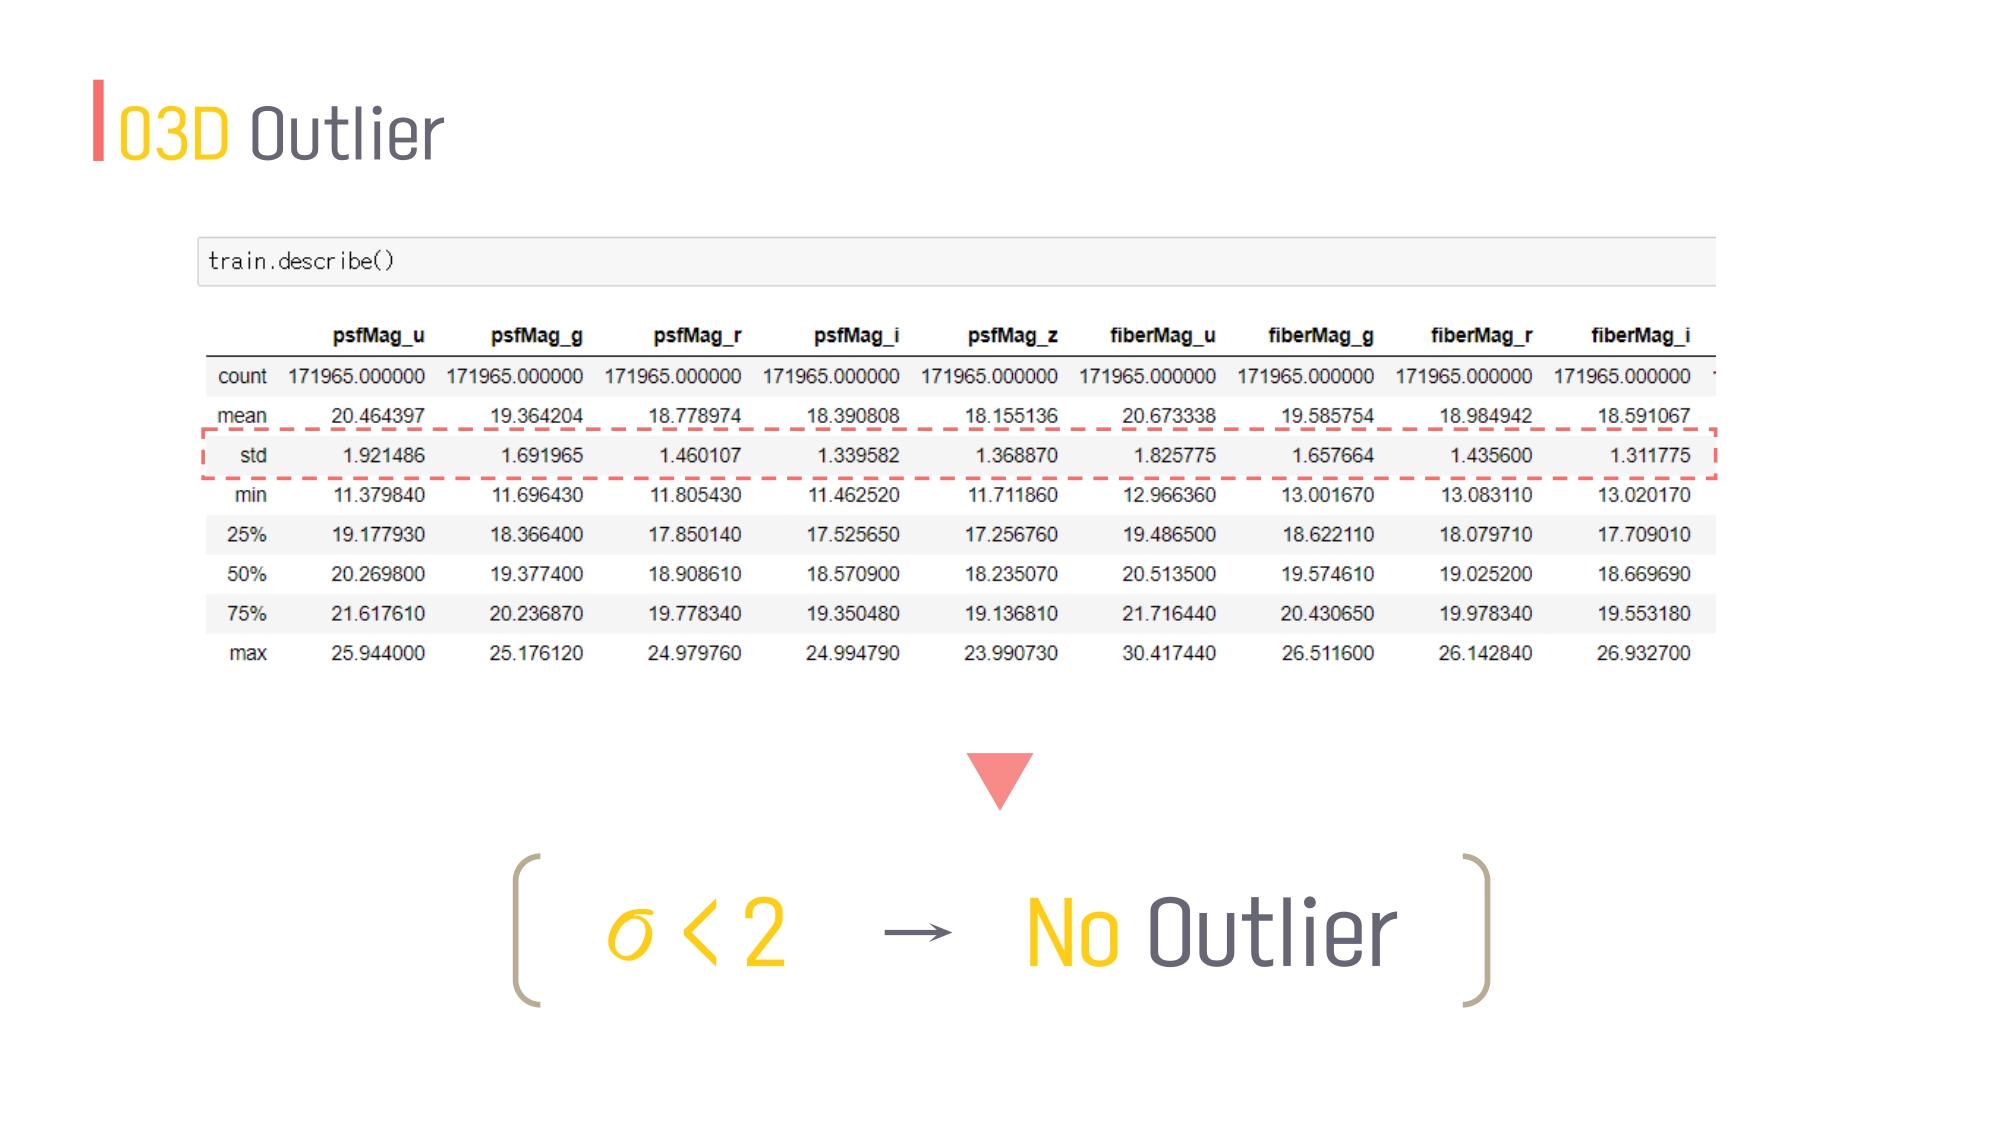 03D Outlier
train.describe()
psfMag_u psfMag_g psfMag_r psfMag_i psfMag_z fiberMag_u fiberMag_g fiberMag_r fiberMag_i
count 171965.000000 171965.000000 171965.000000 171965.000000 171965.000000 171965.000000 171965.000000 171965.000000 171965.000000
mean 20.464397 19.364204 18.778974 18.390808 18.155136 20.673338 19.585754 18.984942 18.591067
std 1.921486 1.691965 1.460107 1.339582 1.368870 1.825775 1.657664 1.435600 1.311775
min 11.379840 11.696430 11.805430 11.462520 11.711860 12.966360 13.001670 13.083110 13.020170
25% 19.177930 18.366400 17.850140 17.525650 17.256760 19.486500 18.622110 18.079710 17.709010
50% 20.269800 19.377400 18.908610 18.570900 18.235070 20.513500 19.574610 19.025200 18.669690
75% 21.617610 20.236870 19.778340 19.350480 19.136810 21.716440 20.430650 19.978340 19.553180
max 25.944000 25.176120 24.979760 24.994790 23.990730 30.417440 26.511600 26.142840 26.932700
σ < 2 → No Outlier